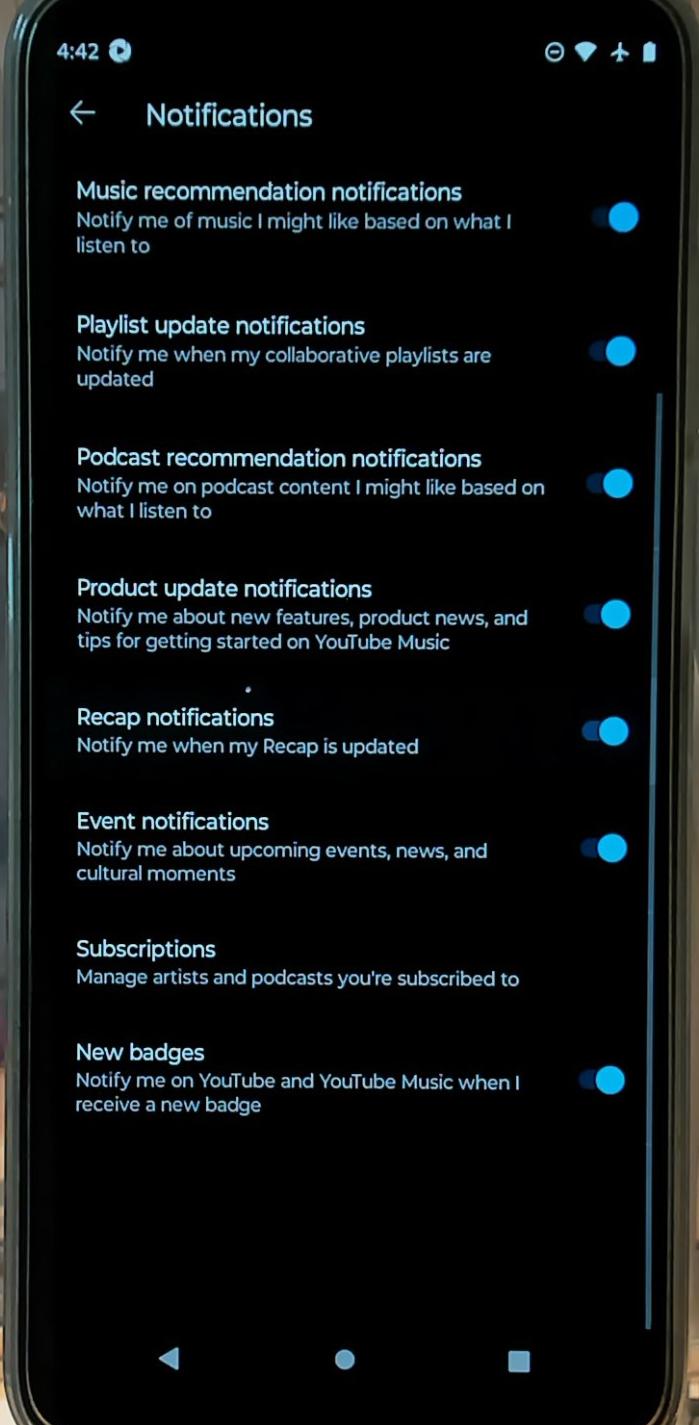 4:42
Notifications
Music recommendation notifications
Notify me of music I might like based on what I
listen to
Playlist update notifications
Notify me when my collaborative playlists are
updated
Podcast recommendation notifications
Notify me on podcast content I might like based on
what I listen to
Product update notifications
Notify me about new features, product news, and
tips for getting started on YouTube Music
Recap notifications
Notify me when my Recap is updated
Event notifications
Notify me about upcoming events, news, and
cultural moments
Subscriptions
Manage artists and podcasts you're subscribed to
New badges
Notify me on YouTube and YouTube Music when I
receive a new badge